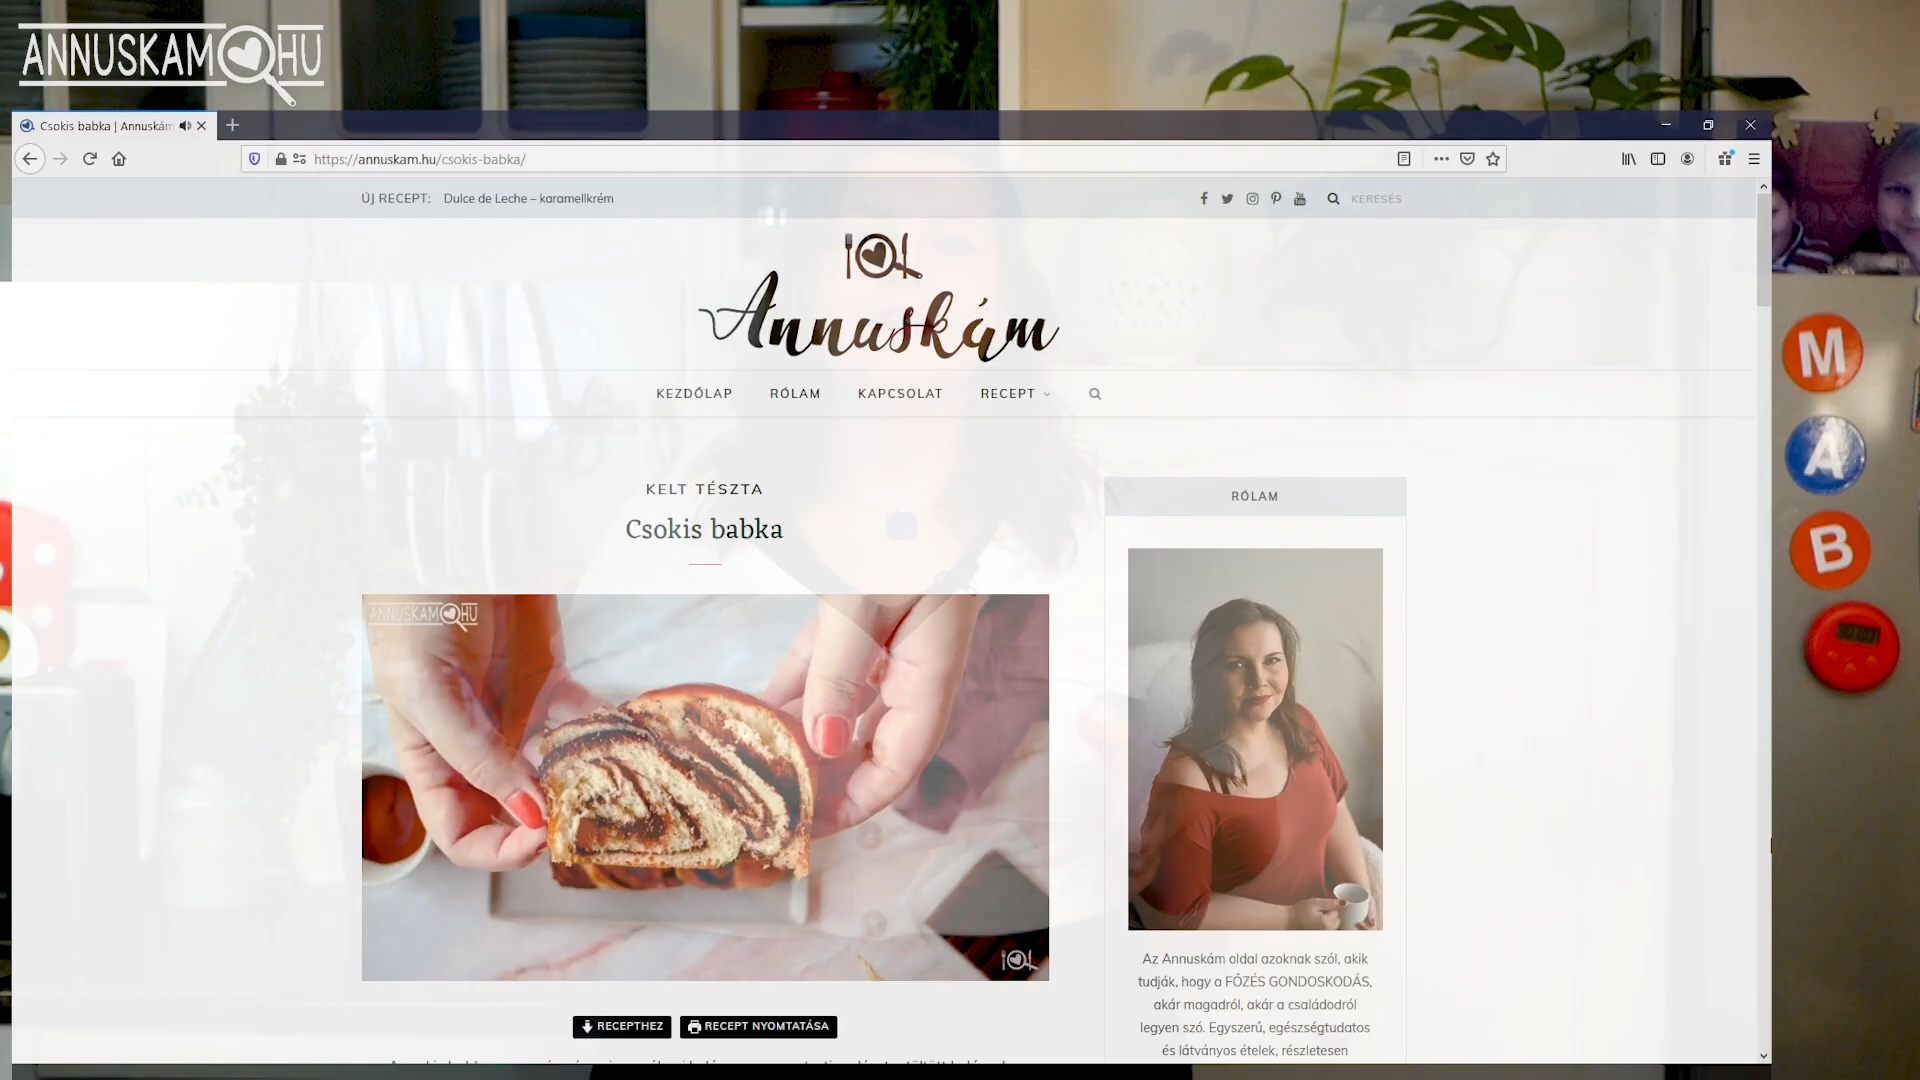 ANNUSKAM HU
Csokis babka | Annuskám
https://annuskam.hu/csokis-babka/
ÚJ RECEPT: Dulce de Leche – karamellkrém
KERESÉS
Annuskám
KEZDŐLAP RÓLAM KAPCSOLAT RECEPT
KELT TÉSZTA
Csokis babka
ANNUSKAM HU
RECEPTHEZ RECEPT NYOMTATÁSA
RÓLAM
Az Annuskám oldal azoknak szól, akik
tudják, hogy a FŐZÉS GONDOSKODÁS,
akár magadról, akár a családodról
legyen szó. Egyszerű, egészségtudatos
és látványos ételek, részletesen
M
A
B